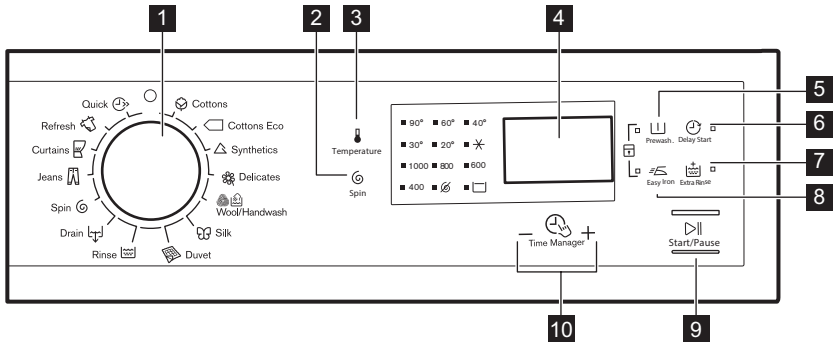 1
2
3
4
5
6
7
8
9
10
Quick
Refresh
Curtains
Jeans
Spin
Drain
Rinse
Cottons
Cottons Eco
Synthetics
Delicates
Wool/Handwash
Silk
Duvet
Temperature
Spin
90° 60° 40°
30° 20°
1000 800 600
400
Time Manager
Prewash.
Delay Start
Easy Iron
Extra Rinse
Start/Pause